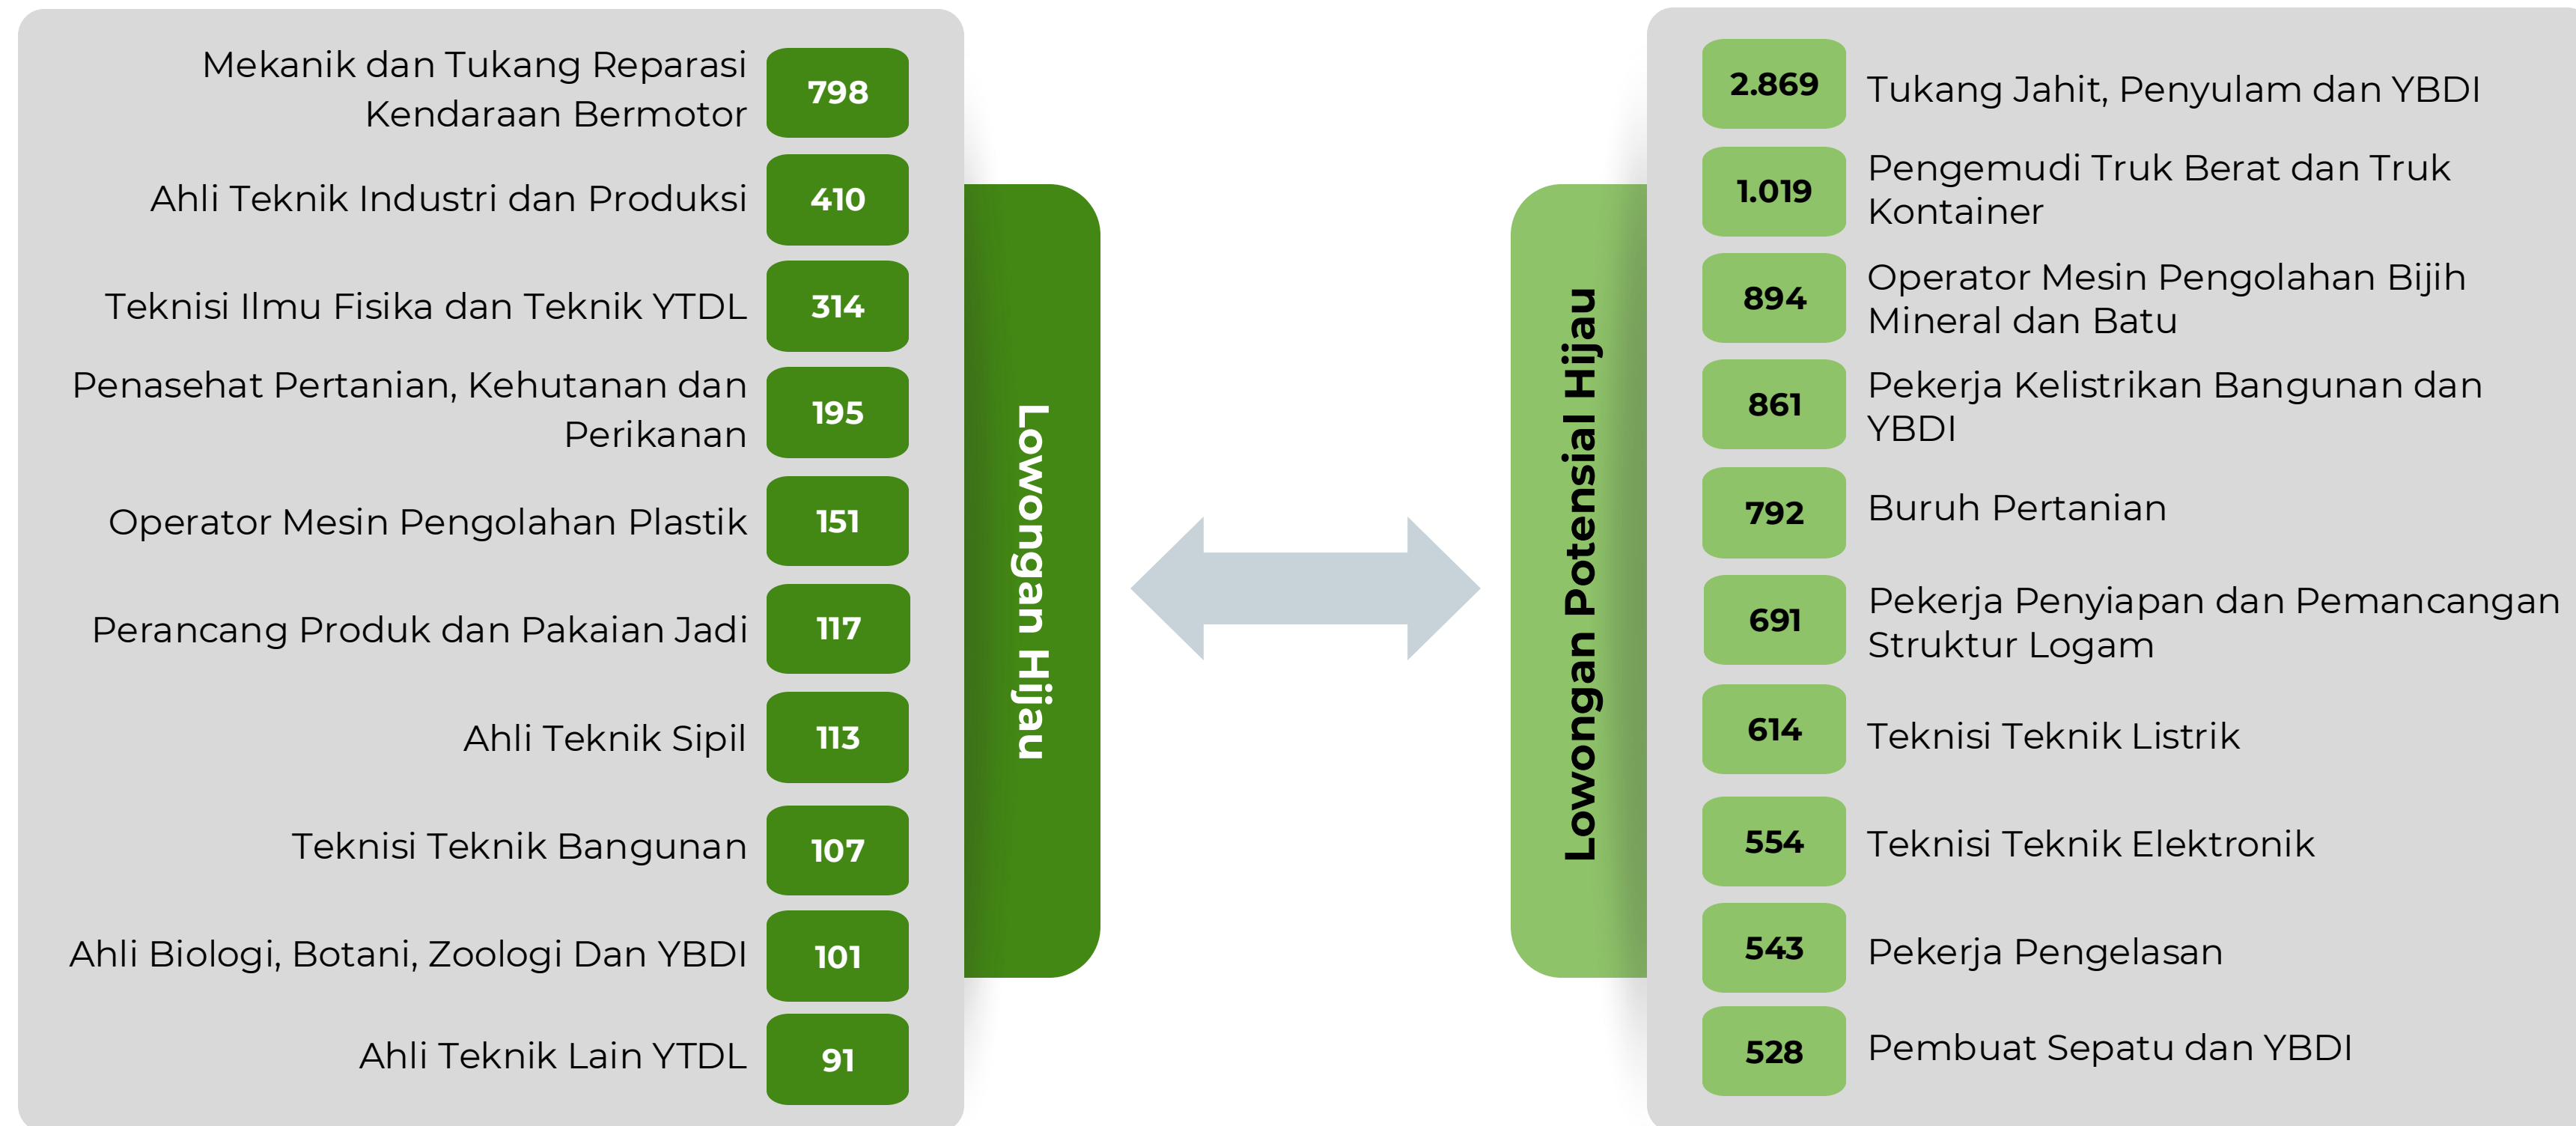 Mekanik dan Tukang Reparasi
Kendaraan Bermotor
798
Ahli Teknik Industri dan Produksi
410
Teknisi Ilmu Fisika dan Teknik YTDL
314
Penasehat Pertanian, Kehutanan dan
Perikanan
195
Operator Mesin Pengolahan Plastik
151
Perancang Produk dan Pakaian Jadi
117
Ahli Teknik Sipil
113
Teknisi Teknik Bangunan
107
Ahli Biologi, Botani, Zoologi Dan YBDI
101
Ahli Teknik Lain YTDL
91
Lowongan Hijau
Lowongan Potensial Hijau
2.869
Tukang Jahit, Penyulam dan YBDI
1.019
Pengemudi Truk Berat dan Truk
Kontainer
894
Operator Mesin Pengolahan Bijih
Mineral dan Batu
861
Pekerja Kelistrikan Bangunan dan
YBDI
792
Buruh Pertanian
691
Pekerja Penyiapan dan Pemancangan
Struktur Logam
614
Teknisi Teknik Listrik
554
Teknisi Teknik Elektronik
543
Pekerja Pengelasan
528
Pembuat Sepatu dan YBDI